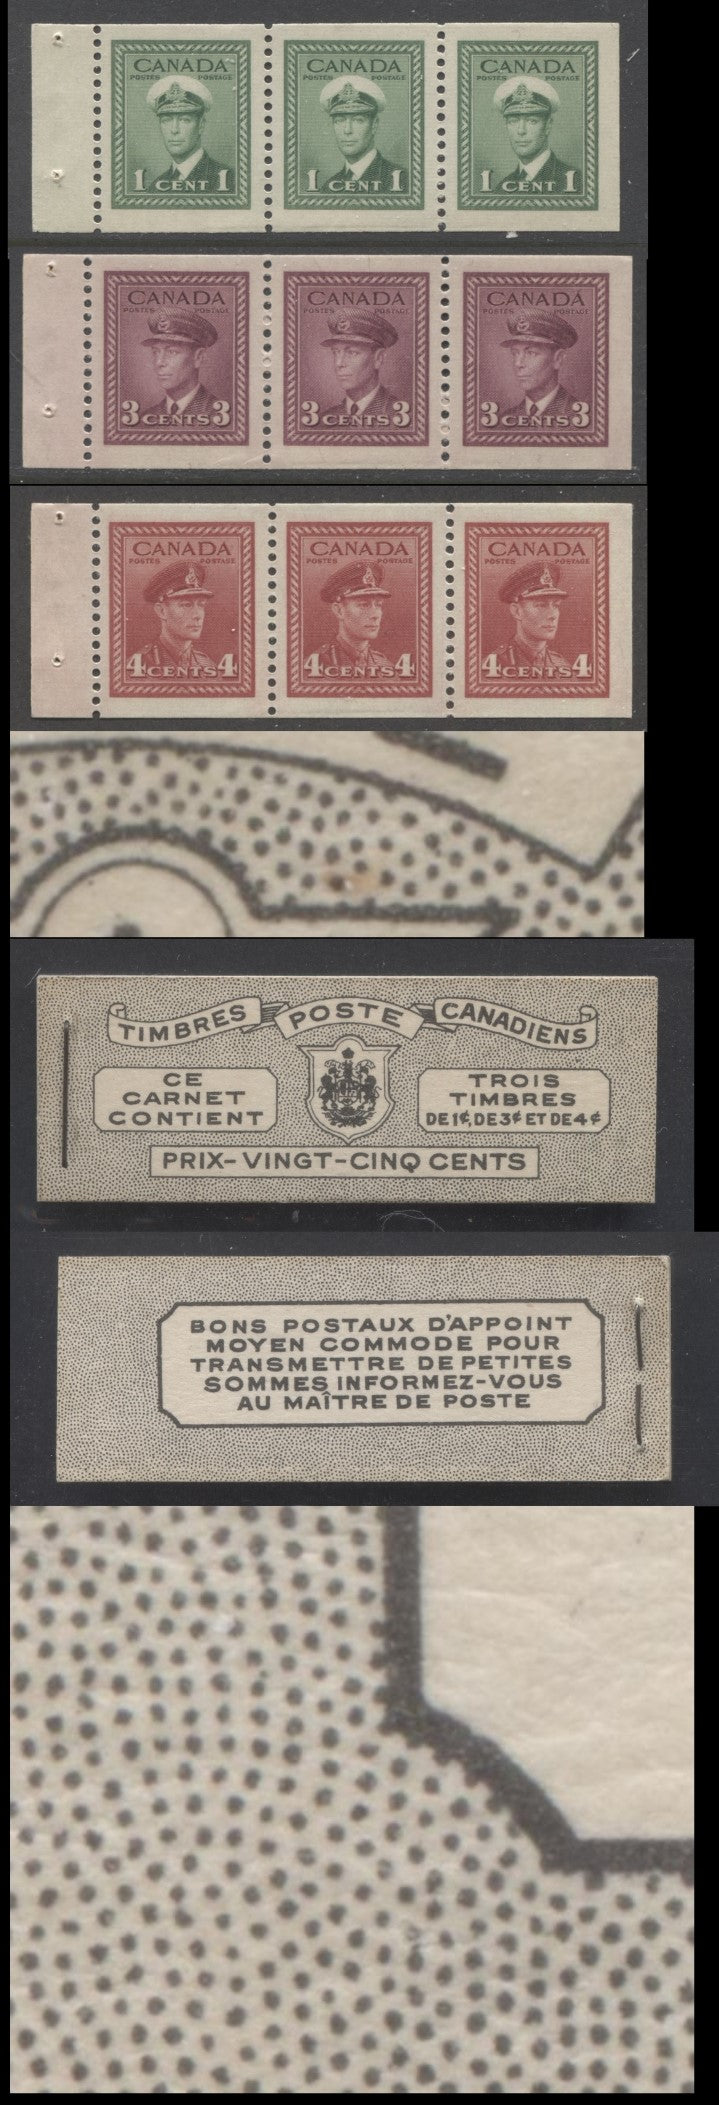 CANADA CANADA CANADA
POSTES POSTAGE POSTES POSTAGE POSTES POSTAGE
1 CENT 1 1 CENT 1 1 CENT 1
CANADA CANADA CANADA
POSTES POSTAGE POSTES POSTAGE POSTES POSTAGE
3 CENTS 3 3 CENTS 3 3 CENTS 3
CANADA CANADA CANADA
POSTES POSTAGE POSTES POSTAGE POSTES POSTAGE
4 CENTS 4 4 CENTS 4 4 CENTS 4
TIMBRES POSTE CANADIENS
CE
CARNET
CONTIENT
TROIS
TIMBRES
DE 1¢, DE 3¢ ET DE 4¢
PRIX-VINGT-CINQ CENTS
BONS POSTAUX D'APPOINT
MOYEN COMMODE POUR
TRANSMETTRE DE PETITES
SOMMES INFORMEZ-VOUS
AU MAÎTRE DE POSTE